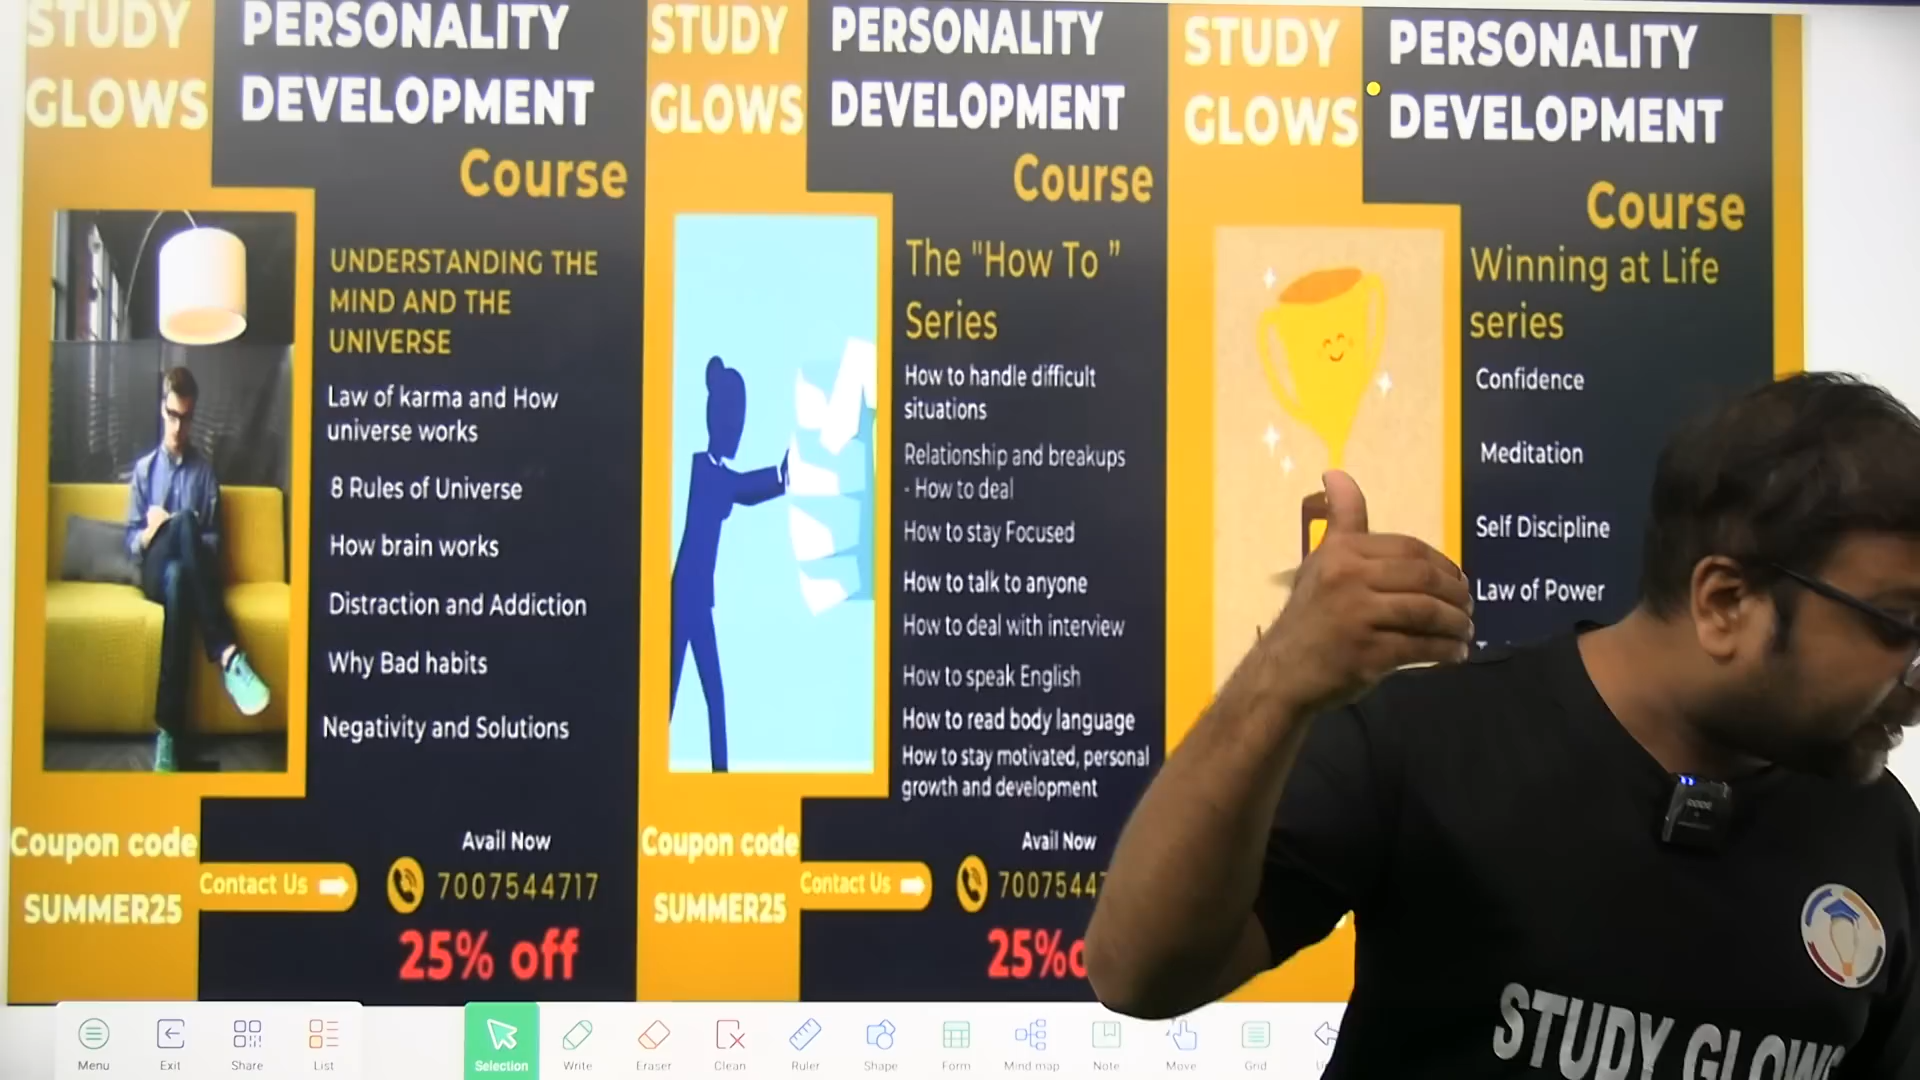 STUDY
GLOWS
PERSONALITY
DEVELOPMENT
Course
UNDERSTANDING THE
MIND AND THE
UNIVERSE
Law of karma and How
universe works
8 Rules of Universe
How brain works
Distraction and Addiction
Why Bad habits
Negativity and Solutions
Coupon code
SUMMER25
Contact Us
Avail Now
7007544717
25% off
STUDY
GLOWS
PERSONALITY
DEVELOPMENT
Course
The "How To ”
Series
How to handle difficult
situations
Relationship and breakups
- How to deal
How to stay Focused
How to talk to anyone
How to deal with interview
How to speak English
How to read body language
How to stay motivated, personal
growth and development
Coupon code
SUMMER25
Contact Us
Avail Now
70075447
25%
STUDY
GLOWS
PERSONALITY
DEVELOPMENT
Course
Winning at Life
series
Confidence
Meditation
Self Discipline
Law of Power
STUDY GLOWS
Menu
Exit
Share
List
Selection
Write
Eraser
Clean
Ruler
Shape
Form
Mind map
Note
Move
Grid